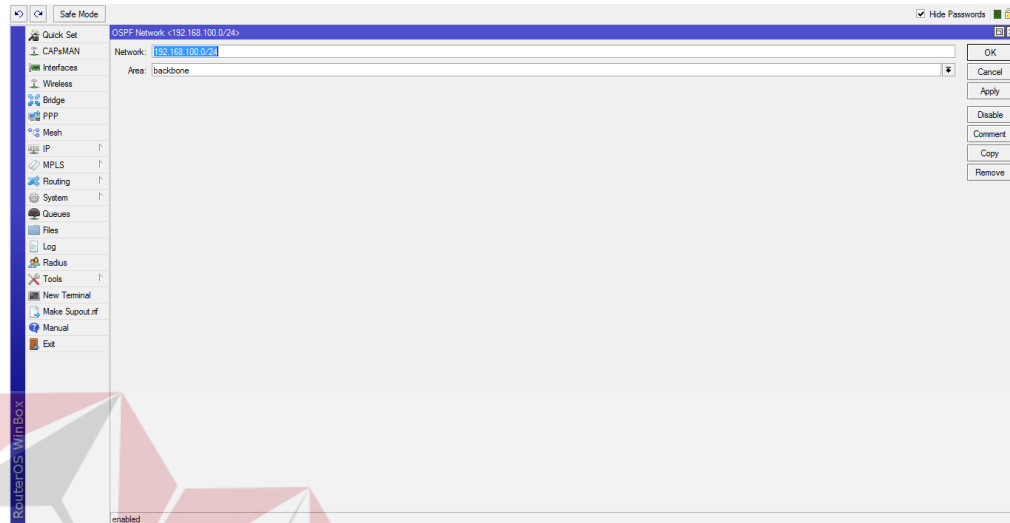 Safe Mode
Hide Passwords
Quick Set
CAPsMAN
Interfaces
Wireless
Bridge
PPP
Mesh
IP
MPLS
Routing
System
Queues
Files
Log
Radius
Tools
New Terminal
Make Supout.rif
Manual
Exit
RouterOS WinBox
OSPF Network <192.168.100.0/24>
Network: 192.168.100.0/24
Area: backbone
OK
Cancel
Apply
Disable
Comment
Copy
Remove
enabled